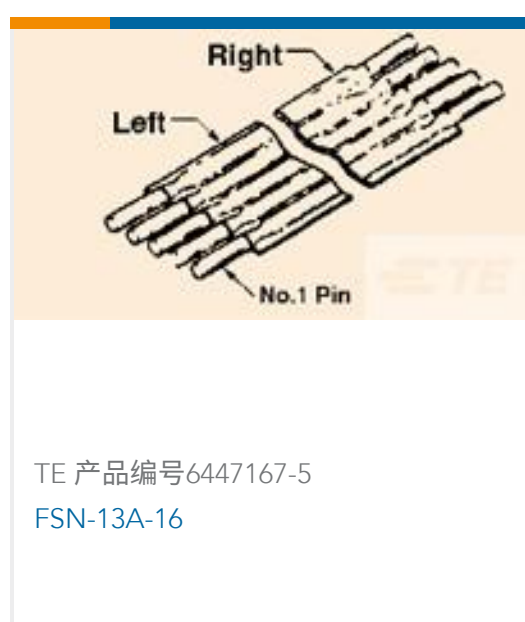 Right
Left
No.1 Pin
TE
TE 产品编号6447167-5
FSN-13A-16